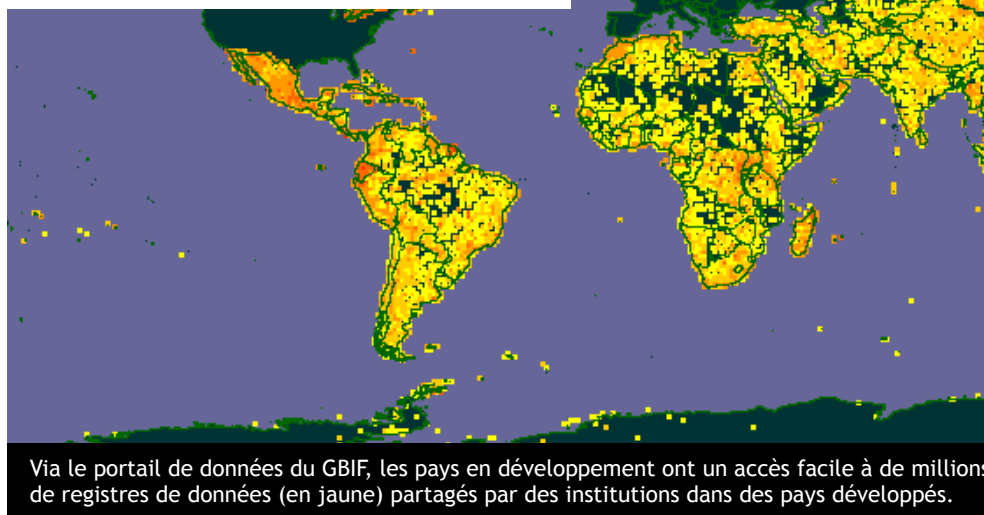 Via le portail de données du GBIF, les pays en développement ont un accès facile à de millions
de registres de données (en jaune) partagés par des institutions dans des pays développés.